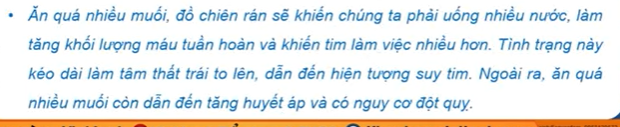 • Ăn quá nhiều muối, đồ chiên rán sẽ khiến chúng ta phải uống nhiều nước, làm
tăng khối lượng máu tuần hoàn và khiến tim làm việc nhiều hơn. Tình trạng này
kéo dài làm tâm thất trái to lên, dẫn đến hiện tượng suy tim. Ngoài ra, ăn quá
nhiều muối còn dẫn đến tăng huyết áp và có nguy cơ đột quỵ.